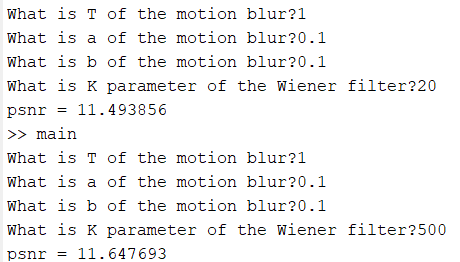 What is T of the motion blur?1
What is a of the motion blur?0.1
What is b of the motion blur?0.1
What is K parameter of the Wiener filter?20
psnr = 11.493856
>> main
What is T of the motion blur?1
What is a of the motion blur?0.1
What is b of the motion blur?0.1
What is K parameter of the Wiener filter?500
psnr = 11.647693